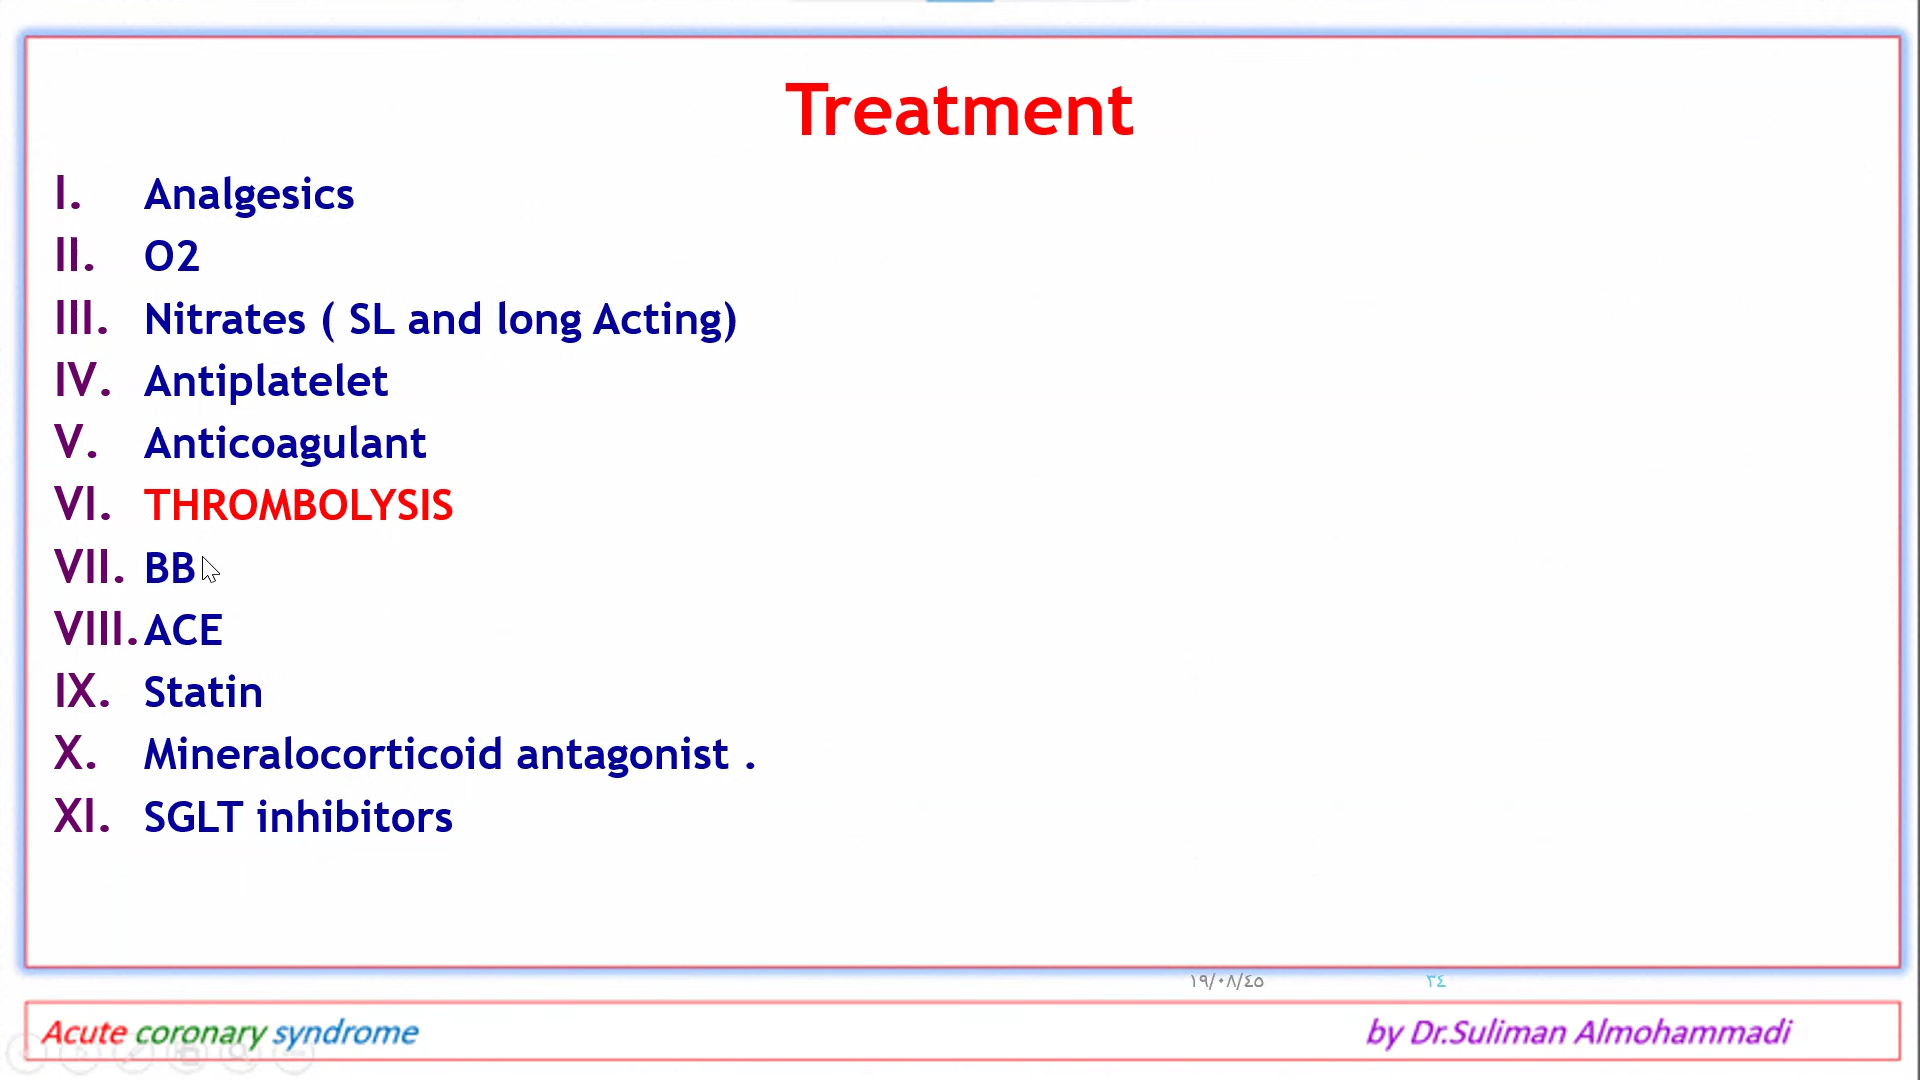 Treatment
I. Analgesics
II. O2
III. Nitrates ( SL and long Acting)
IV. Antiplatelet
V. Anticoagulant
VI. THROMBOLYSIS
VII. BB
VIII. ACE
IX. Statin
X. Mineralocorticoid antagonist .
XI. SGLT inhibitors
١٩/٠٨/٤٥ ٣٤
Acute coronary syndrome by Dr.Suliman Almohammadi